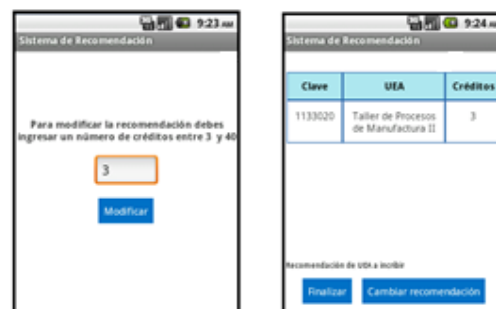 9:23 AM
Sistema de Recomendación
Para modificar la recomendación debes
ingresar un número de créditos entre 3 y 40
3
Modificar
9:24 AM
Sistema de Recomendación
Clave UEA Créditos
1133020 Taller de Procesos 3
de Manufactura II
Recomendación de UEA a incribir
Finalizar Cambiar recomendación